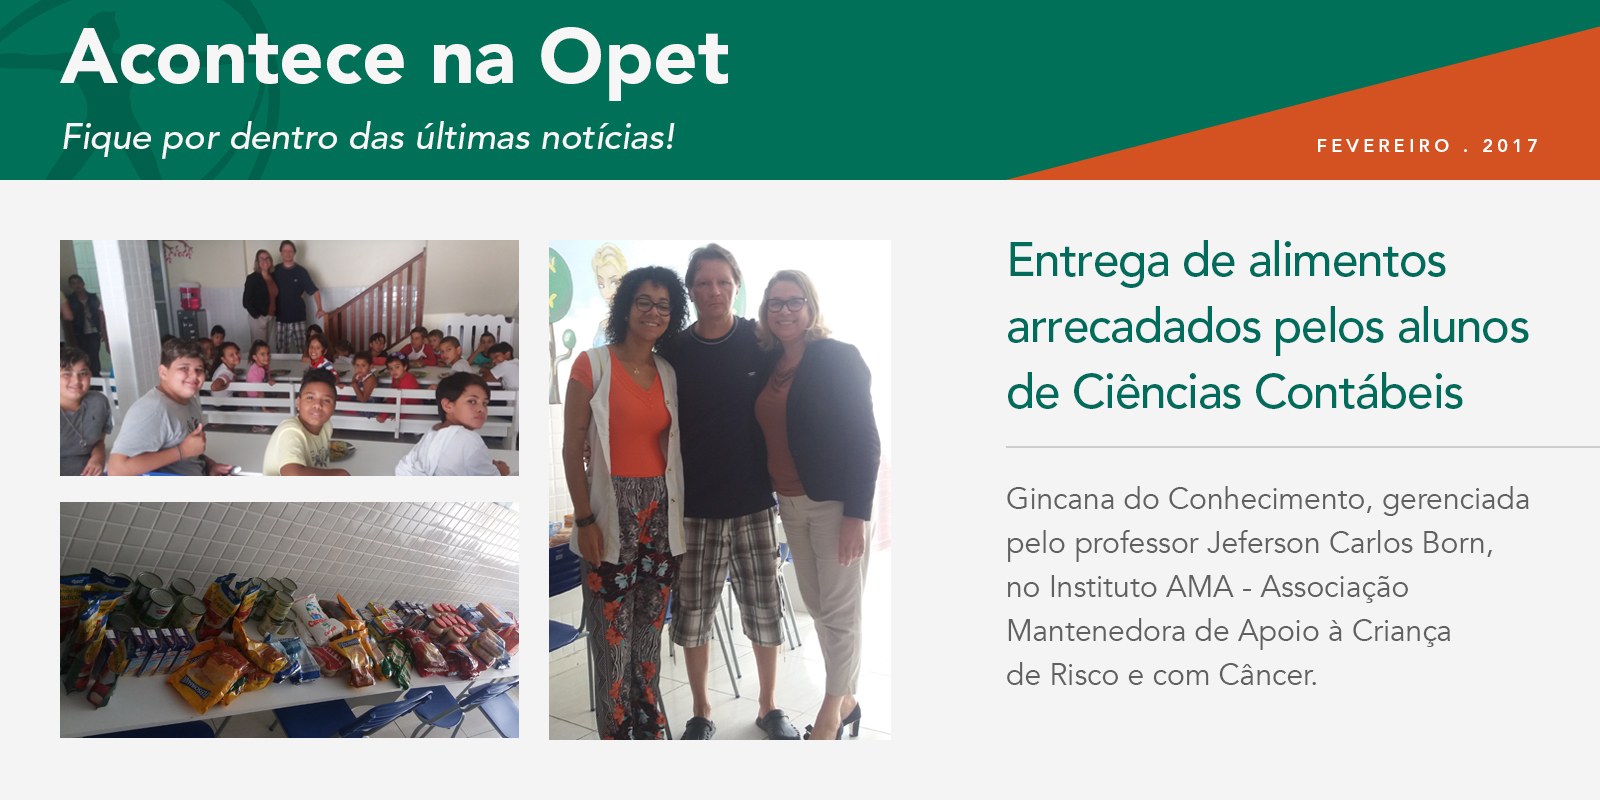 Acontece na Opet
Fique por dentro das últimas notícias!
FEVEREIRO . 2017
Entrega de alimentos
arrecadados pelos alunos
de Ciências Contábeis
Gincana do Conhecimento, gerenciada
pelo professor Jeferson Carlos Born,
no Instituto AMA - Associação
Mantenedora de Apoio à Criança
de Risco e com Câncer.